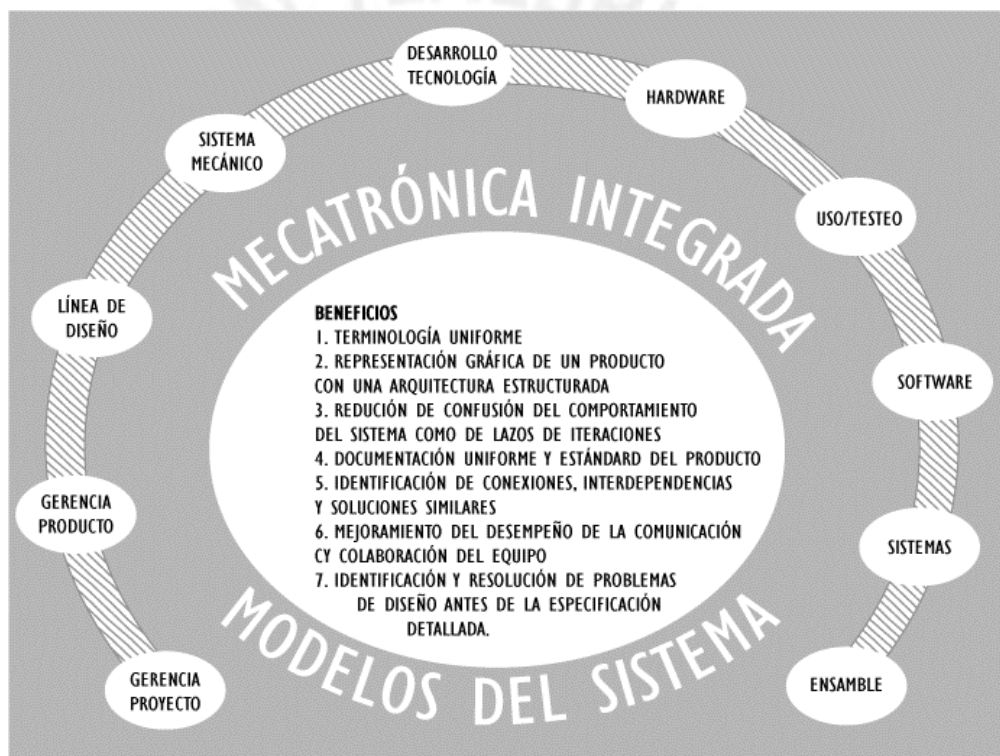 DESARROLLO
TECNOLOGÍA
HARDWARE
SISTEMA
MECÁNICO
USO/TESTEO
MECATRÓNICA INTEGRADA
LÍNEA DE
DISEÑO
BENEFICIOS
1. TERMINOLOGÍA UNIFORME
2. REPRESENTACIÓN GRÁFICA DE UN PRODUCTO
CON UNA ARQUITECTURA ESTRUCTURADA
3. REDUCIÓN DE CONFUSIÓN DEL COMPORTAMIENTO
DEL SISTEMA COMO DE LAZOS DE ITERACIONES
4. DOCUMENTACIÓN UNIFORME Y ESTÁNDARD DEL PRODUCTO
5. IDENTIFICACIÓN DE CONEXIONES, INTERDEPENDENCIAS
Y SOLUCIONES SIMILARES
6. MEJORAMIENTO DEL DESEMPEÑO DE LA COMUNICACIÓN
CY COLABORACIÓN DEL EQUIPO
7. IDENTIFICACIÓN Y RESOLUCIÓN DE PROBLEMAS
DE DISEÑO ANTES DE LA ESPECIFICACIÓN
DETALLADA.
SOFTWARE
GERENCIA
PRODUCTO
SISTEMAS
MODELOS DEL SISTEMA
GERENCIA
PROYECTO
ENSAMBLE